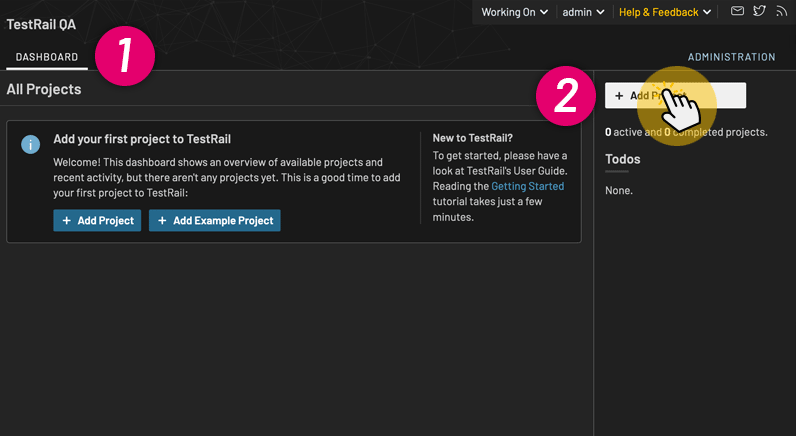 TestRail QA
Working On
admin
Help & Feedback
DASHBOARD
1
ADMINISTRATION
All Projects
2
+ Add Project
0 active and 0 completed projects.
Todos
None.
i
Add your first project to TestRail
Welcome! This dashboard shows an overview of available projects and
recent activity, but there aren't any projects yet. This is a good time to add
your first project to TestRail:
+ Add Project
+ Add Example Project
New to TestRail?
To get started, please have a
look at TestRail's User Guide.
Reading the Getting Started
tutorial takes just a few
minutes.